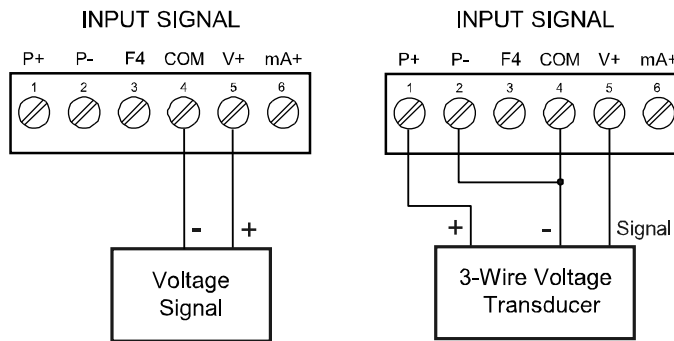 INPUT SIGNAL
P+ P- F4 COM V+ mA+
1 2 3 4 5 6
- +
Voltage
Signal
INPUT SIGNAL
P+ P- F4 COM V+ mA+
1 2 3 4 5 6
+ - Signal
3-Wire Voltage
Transducer